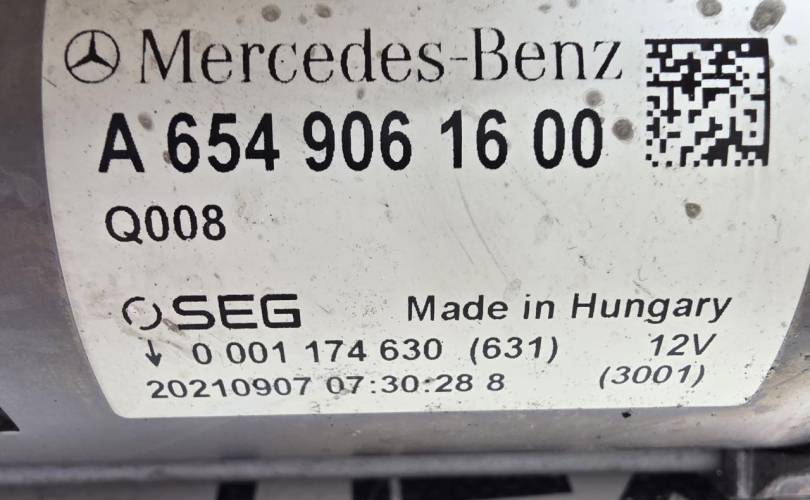 Mercedes-Benz
A 654 906 16 00
Q008
SEG Made in Hungary
0 001 174 630 (631) 12V
20210907 07:30:28 8 (3001)